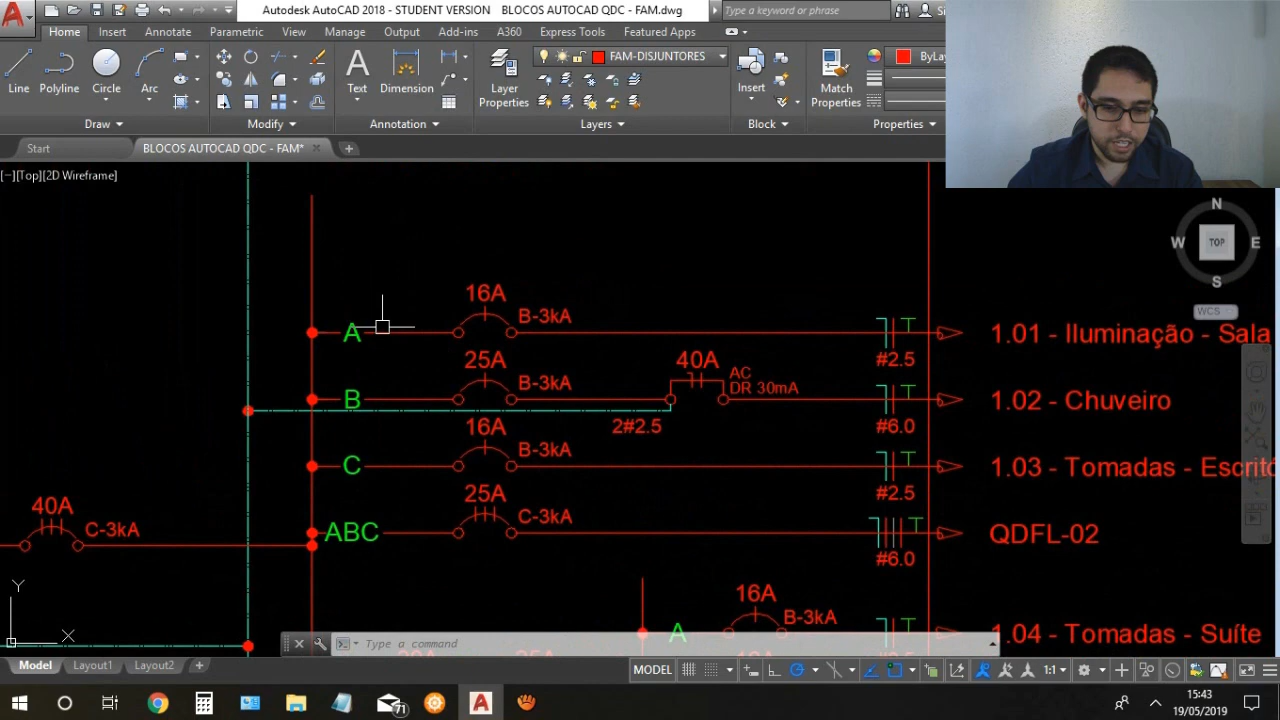 Autodesk AutoCAD 2018 - STUDENT VERSION BLOCOS AUTOCAD QDC - FAM.dwg
Type a keyword or phrase
Home Insert Annotate Parametric View Manage Output Add-ins A360 Express Tools Featured Apps
Line Polyline Circle Arc Text Dimension Layer Properties FAM-DISJUNTORES Insert Match Properties
Draw Modify Annotation Layers Block Properties
Start BLOCOS AUTOCAD QDC - FAM*
[−][Top][2D Wireframe]
N
W TOP E
S
WCS
16A
A B-3kA #2.5 T 1.01 - Iluminação - Sala
25A 40A
B B-3kA AC DR 30mA #6.0 T 1.02 - Chuveiro
2#2.5
16A
C B-3kA #2.5 T
25A
ABC C-3kA #6.0 T QDFL-02
40A
C-3kA
16A
A B-3kA T 1.04 - Tomadas - Suíte
1.03 - Tomadas -
Y
X
Type a command
Model Layout1 Layout2
MODEL 1:1
71
15:43
19/05/2019